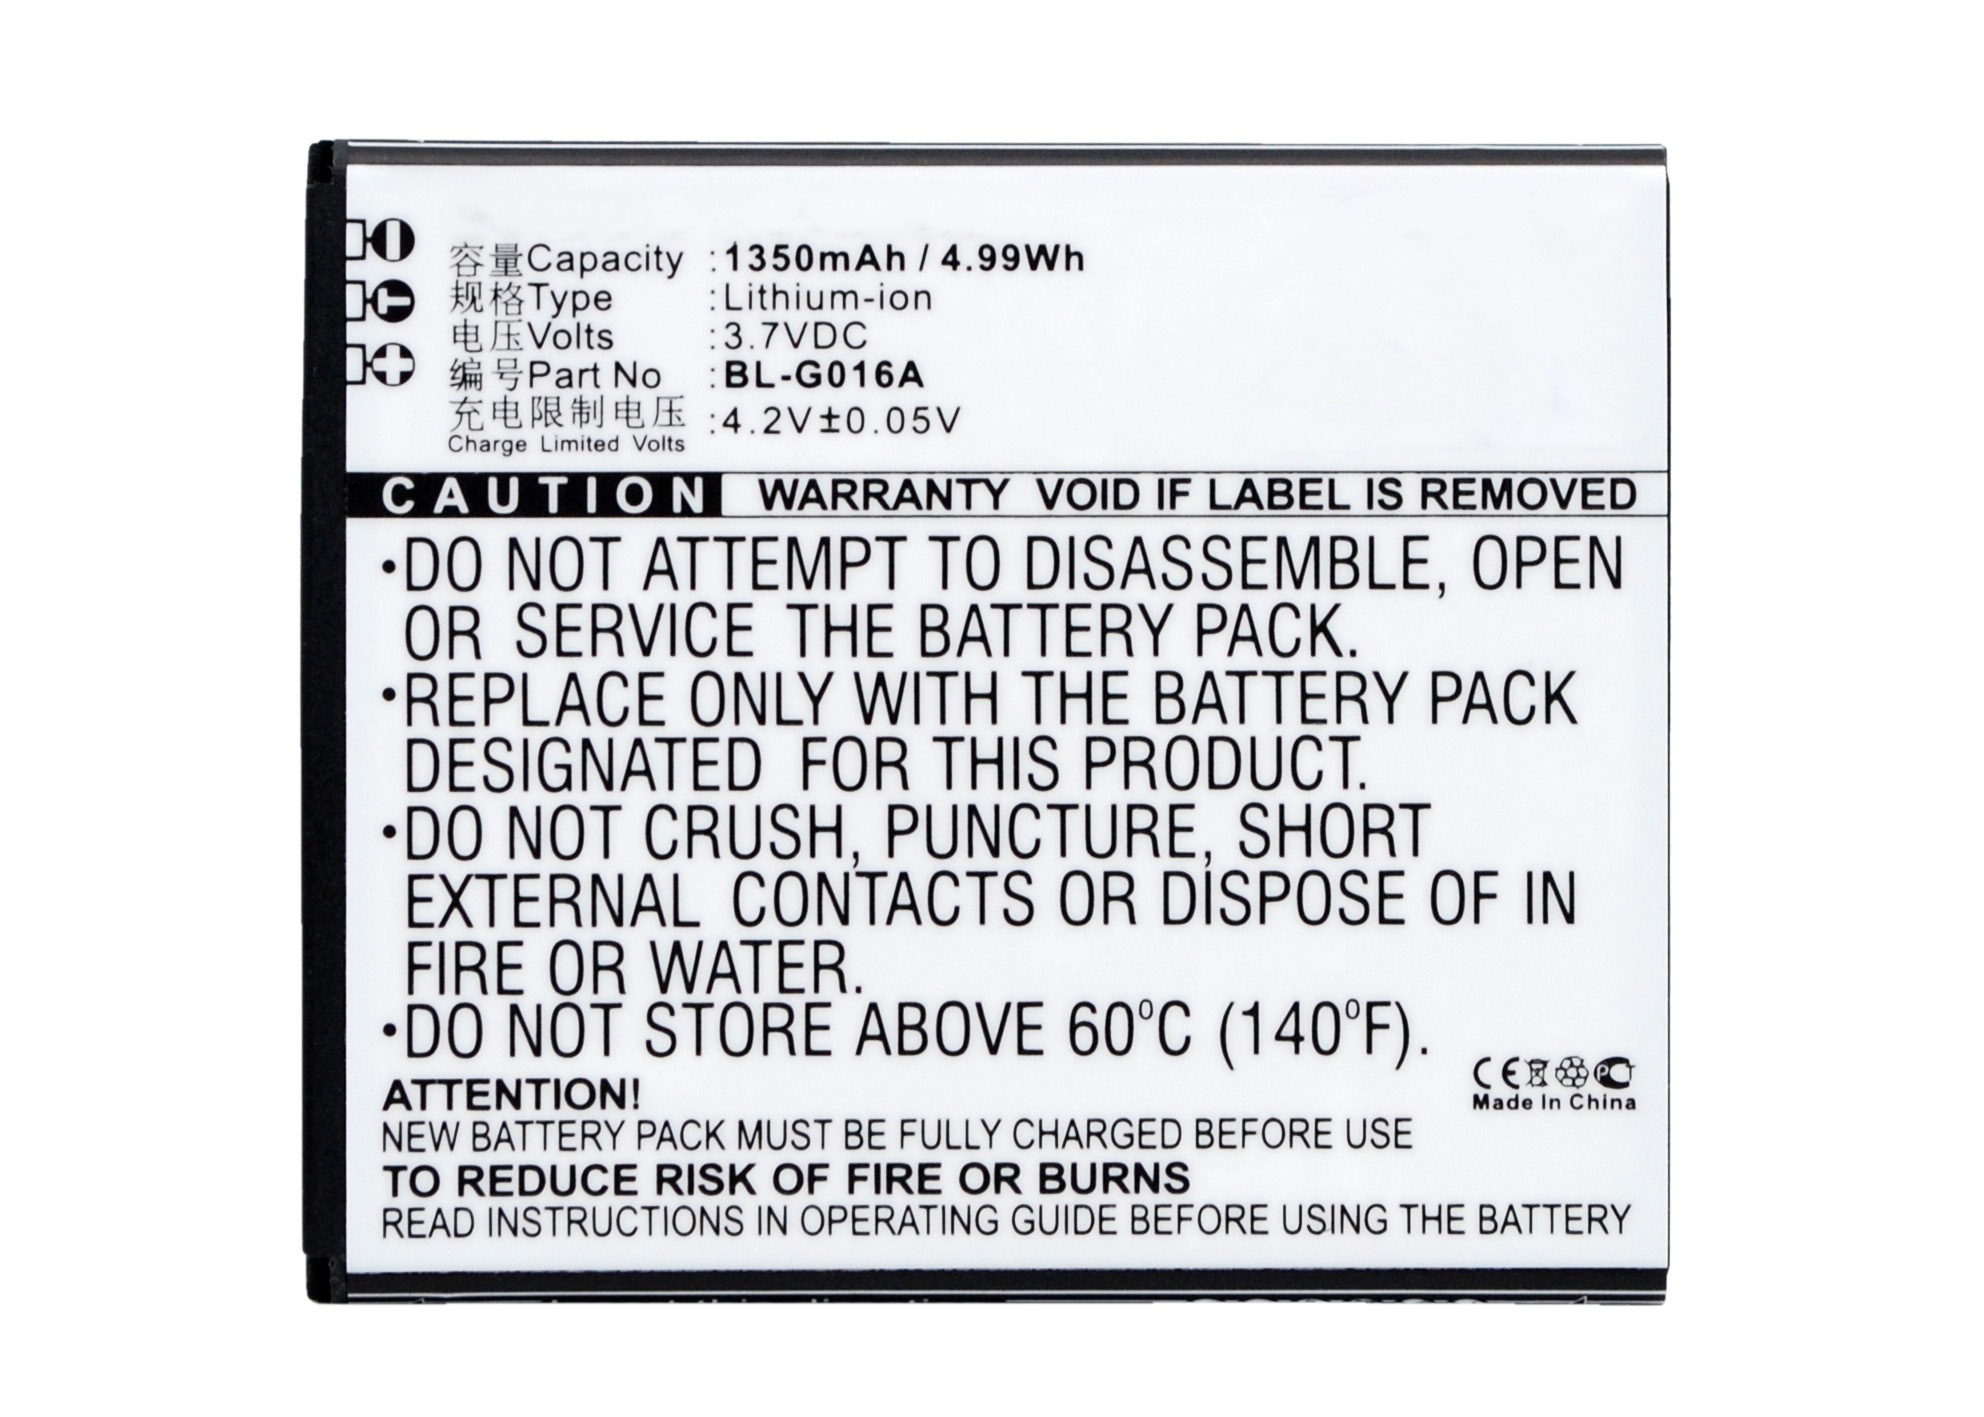 容量Capacity :1350mAh / 4.99Wh
规格Type :Lithium-ion
电压Volts :3.7VDC
编号Part No :BL-G016A
充电限制电压 :4.2V±0.05V
Charge Limited Volts
CAUTION WARRANTY VOID IF LABEL IS REMOVED
•DO NOT ATTEMPT TO DISASSEMBLE, OPEN
OR SERVICE THE BATTERY PACK.
•REPLACE ONLY WITH THE BATTERY PACK
DESIGNATED FOR THIS PRODUCT.
•DO NOT CRUSH, PUNCTURE, SHORT
EXTERNAL CONTACTS OR DISPOSE OF IN
FIRE OR WATER.
•DO NOT STORE ABOVE 60°C (140°F).
CE PC
Made In China
ATTENTION!
NEW BATTERY PACK MUST BE FULLY CHARGED BEFORE USE
TO REDUCE RISK OF FIRE OR BURNS
READ INSTRUCTIONS IN OPERATING GUIDE BEFORE USING THE BATTERY